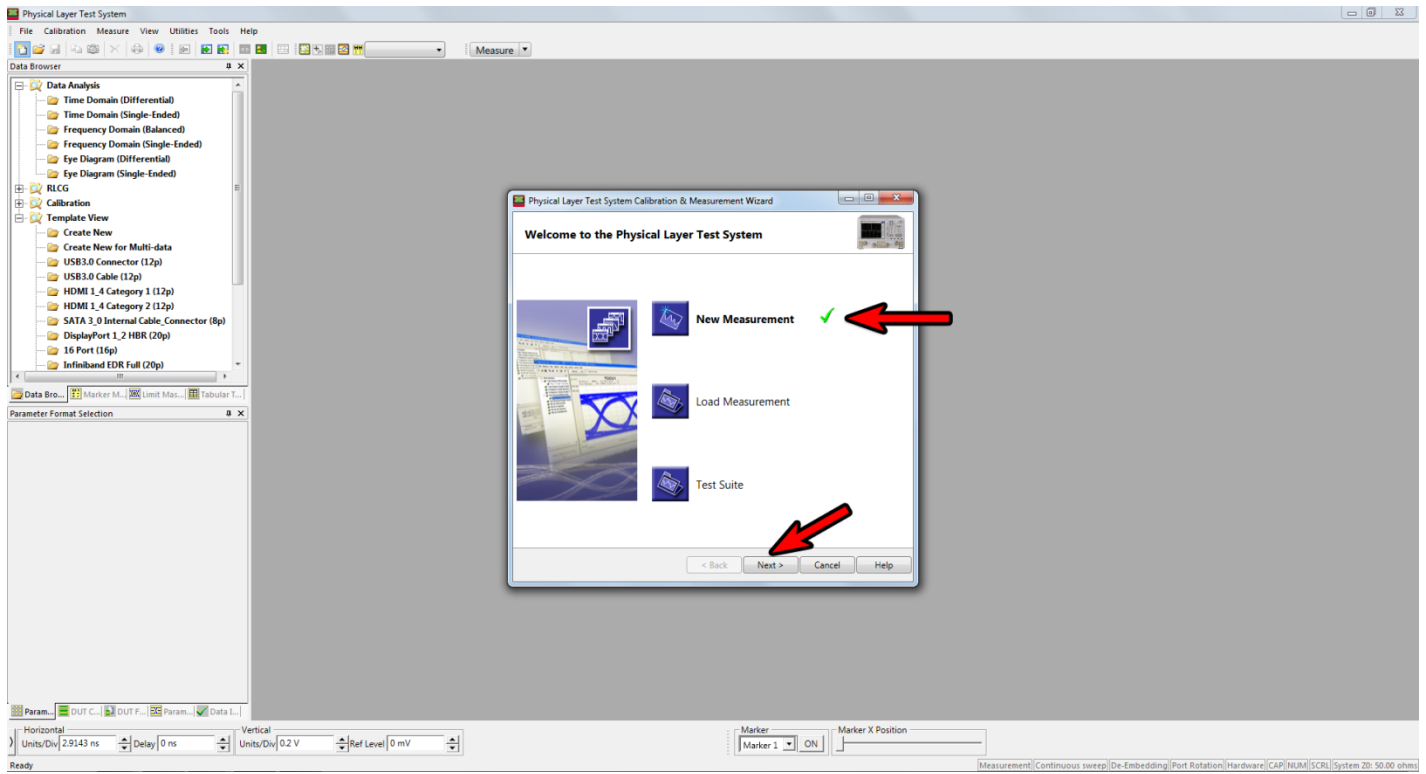 Physical Layer Test System
File Calibration Measure View Utilities Tools Help
Measure
Data Browser
Data Analysis
Time Domain (Differential)
Time Domain (Single-Ended)
Frequency Domain (Balanced)
Frequency Domain (Single-Ended)
Eye Diagram (Differential)
Eye Diagram (Single-Ended)
RLCG
Calibration
Template View
Create New
Create New for Multi-data
USB3.0 Connector (12p)
USB3.0 Cable (12p)
HDMI 1_4 Category 1 (12p)
HDMI 1_4 Category 2 (12p)
SATA 3_0 Internal Cable_Connector (8p)
DisplayPort 1_2 HBR (20p)
16 Port (16p)
Infiniband EDR Full (20p)
Data Bro... Marker M... Limit Mas... Tabular T...
Parameter Format Selection
Param... DUT C... DUT F... Param... Data I...
Physical Layer Test System Calibration & Measurement Wizard
Welcome to the Physical Layer Test System
New Measurement
Load Measurement
Test Suite
< Back Next > Cancel Help
Horizontal Vertical Marker Marker X Position
Units/Div 2.9143 ns Delay 0 ns Units/Div 0.2 V Ref Level 0 mV Marker 1 ON
Ready Measurement Continuous sweep De-Embedding Port Rotation Hardware CAP NUM SCRL System Z0: 50.00 ohms